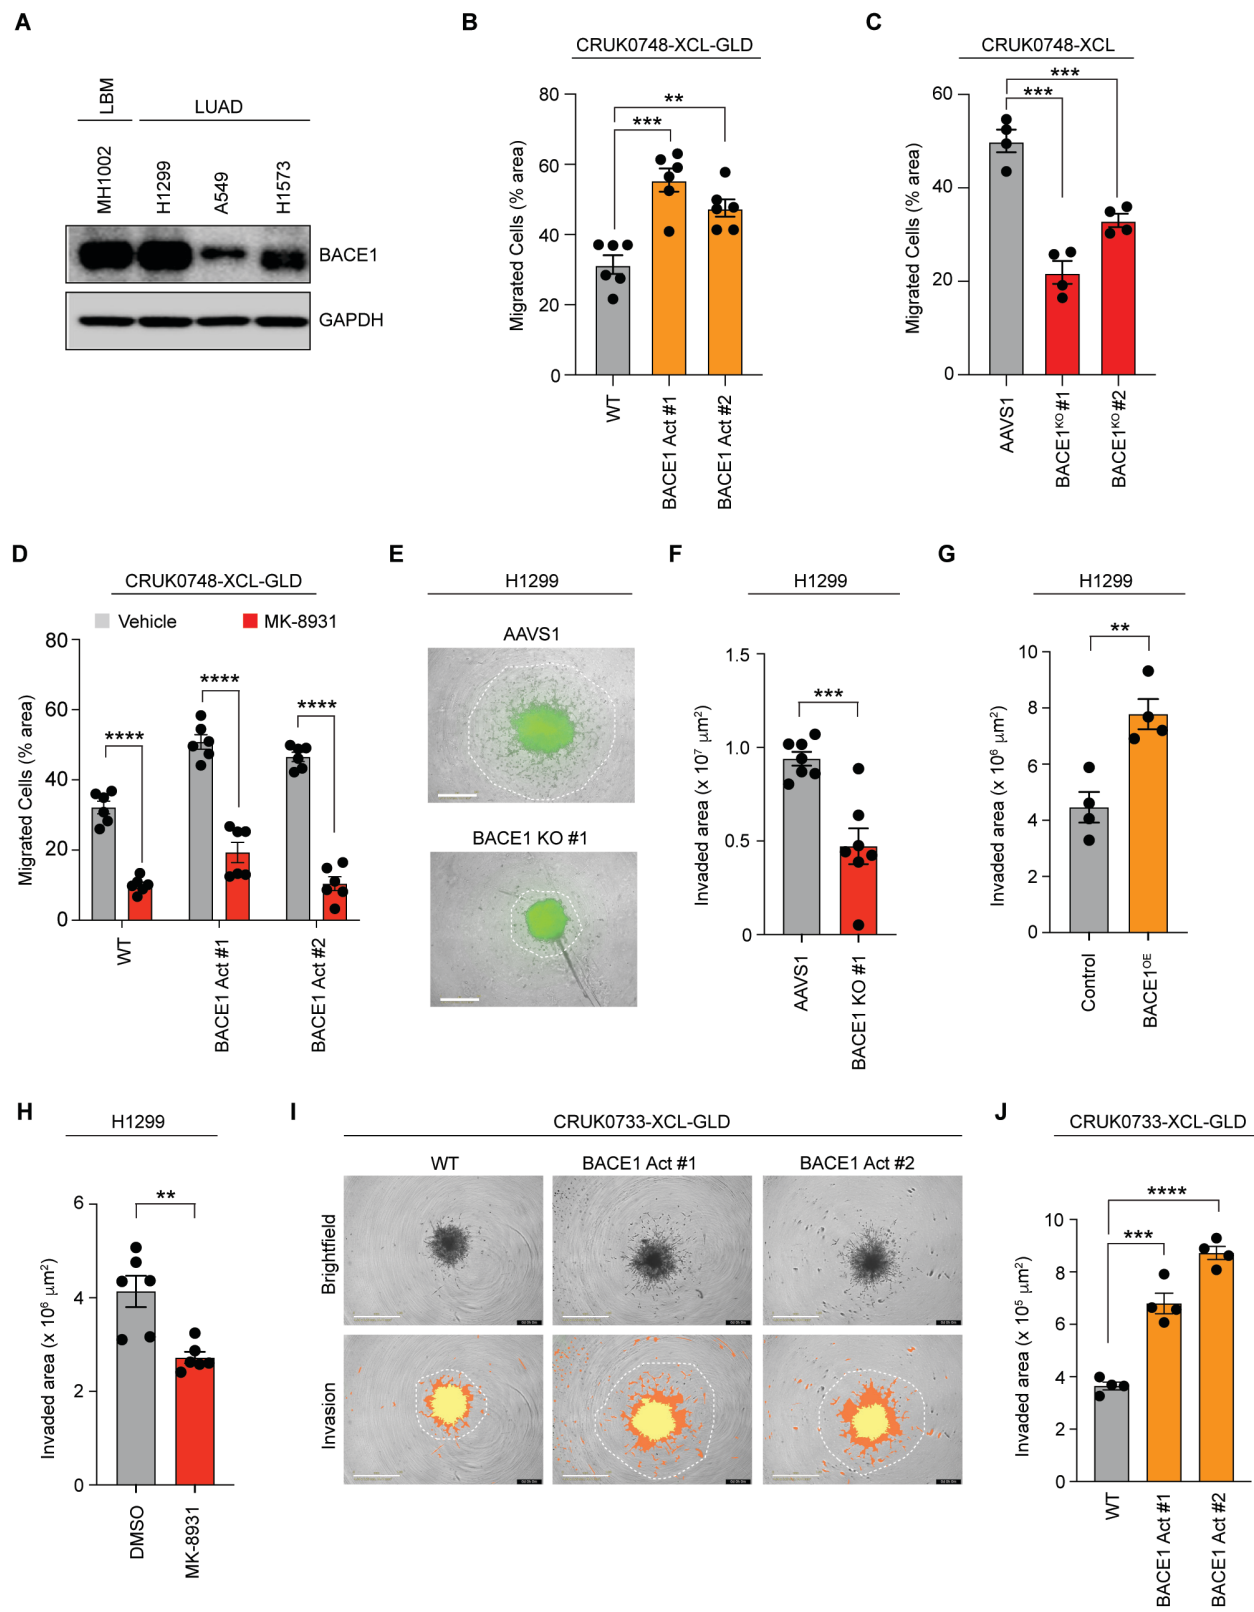 A
LBM
LUAD
MH1002
H1299
A549
H1573
BACE1
GAPDH
B
CRUK0748-XCL-GLD
Migrated Cells (% area)
80
60
40
20
0
**
***
WT
BACE1 Act #1
BACE1 Act #2
C
CRUK0748-XCL
Migrated Cells (% area)
60
40
20
0
***
***
AAVS1
BACE1ᴷᴼ #1
BACE1ᴷᴼ #2
D
CRUK0748-XCL-GLD
Vehicle
MK-8931
Migrated Cells (% area)
80
60
40
20
0
****
****
****
WT
BACE1 Act #1
BACE1 Act #2
E
H1299
AAVS1
BACE1 KO #1
F
H1299
Invaded area (x 10⁷ µm²)
1.5
1.0
0.5
0
***
AAVS1
BACE1 KO #1
G
H1299
Invaded area (x 10⁶ µm²)
10
8
6
4
2
0
**
Control
BACE1ᴼᴱ
H
H1299
Invaded area (x 10⁶ µm²)
6
4
2
0
**
DMSO
MK-8931
I
CRUK0733-XCL-GLD
WT
BACE1 Act #1
BACE1 Act #2
Brightfield
Invasion
J
CRUK0733-XCL-GLD
Invaded area (x 10⁵ µm²)
10
8
6
4
2
0
****
***
WT
BACE1 Act #1
BACE1 Act #2